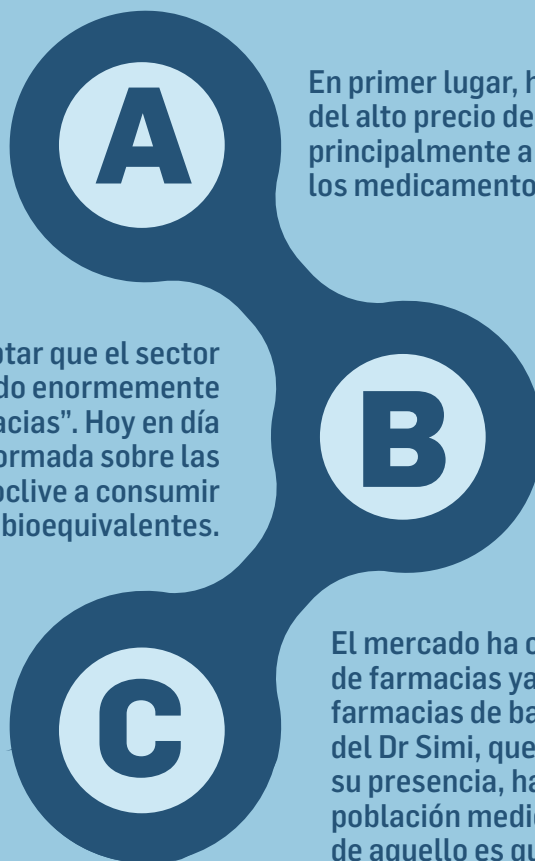 A
En primer lugar, h
del alto precio de
principalmente a
los medicamento
otar que el sector
do enormemente
acias”. Hoy en día
ormada sobre las
oclive a consumir
bioequivalentes.
B
El mercado ha c
de farmacias ya
farmacias de ba
del Dr Simi, que
su presencia, ha
población medic
de aquello es qu
C